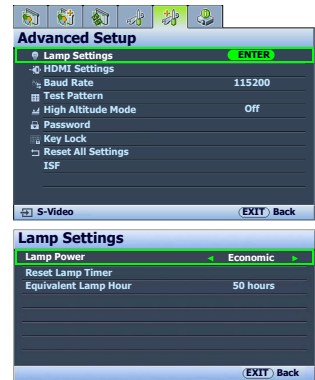 Advanced Setup
Lamp Settings ENTER
HDMI Settings
Baud Rate 115200
Test Pattern
High Altitude Mode Off
Password
Key Lock
Reset All Settings
ISF
S-Video EXIT Back
Lamp Settings
Lamp Power Economic
Reset Lamp Timer
Equivalent Lamp Hour 50 hours
EXIT Back